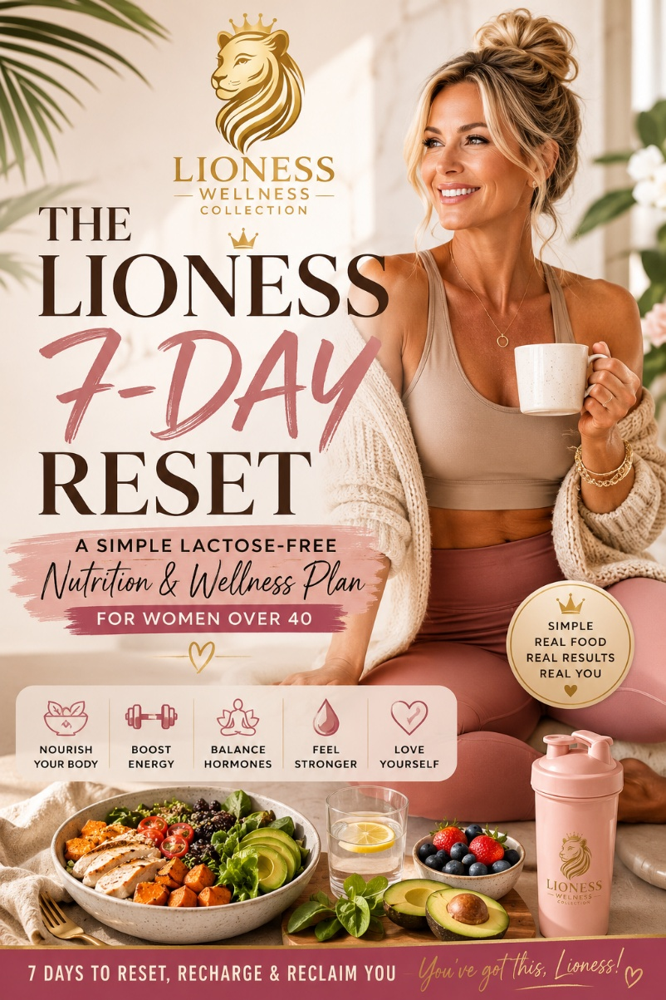 LIONESS
WELLNESS
COLLECTION
THE
LIONESS
7-DAY
RESET
A SIMPLE LACTOSE-FREE
Nutrition & Wellness Plan
FOR WOMEN OVER 40
SIMPLE
REAL FOOD
REAL RESULTS
REAL YOU
NOURISH
YOUR BODY
BOOST
ENERGY
BALANCE
HORMONES
FEEL
STRONGER
LOVE
YOURSELF
LIONESS
WELNESS
COLLECTION
7 DAYS TO RESET, RECHARGE & RECLAIM YOU
You've got this, Lioness!